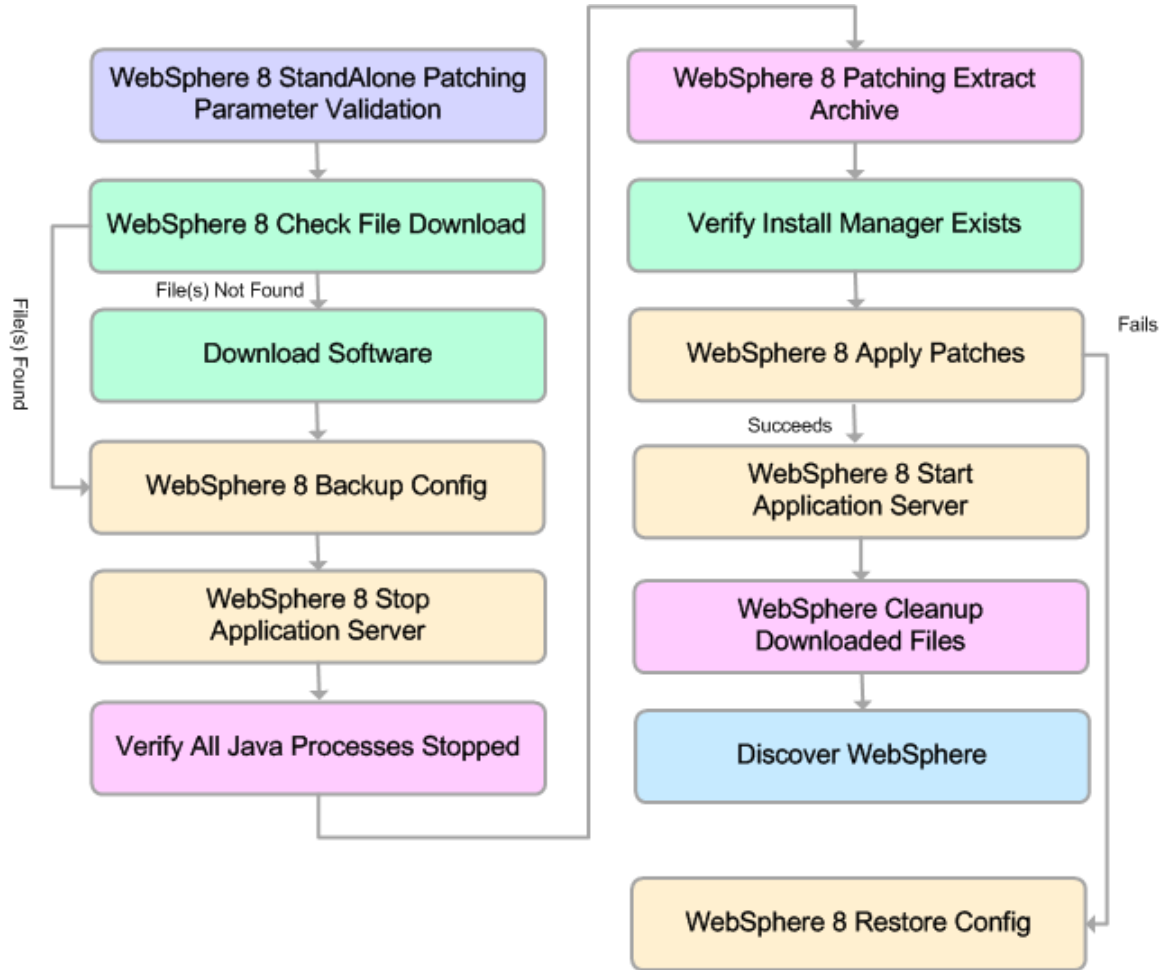 WebSphere 8 StandAlone Patching
Parameter Validation
WebSphere 8 Check File Download
File(s) Not Found
File(s) Found
Download Software
WebSphere 8 Backup Config
WebSphere 8 Stop
Application Server
Verify All Java Processes Stopped
WebSphere 8 Patching Extract
Archive
Verify Install Manager Exists
WebSphere 8 Apply Patches
Fails
Succeeds
WebSphere 8 Start
Application Server
WebSphere Cleanup
Downloaded Files
Discover WebSphere
WebSphere 8 Restore Config